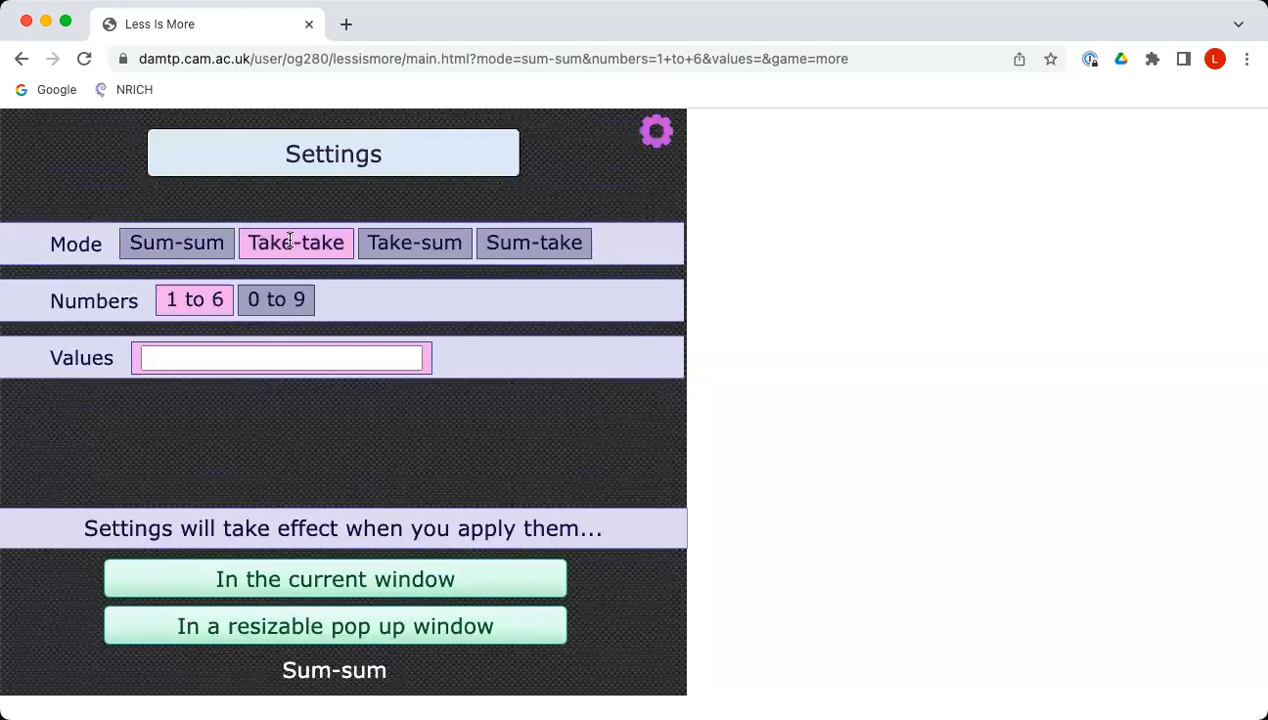 Less Is More
damtp.cam.ac.uk/user/og280/lessismore/main.html?mode=sum-sum&numbers=1+to+6&values=&game=more
L
Google NRICH
Settings
Mode Sum-sum Take-take Take-sum Sum-take
Numbers 1 to 6 0 to 9
Values
Settings will take effect when you apply them...
In the current window
In a resizable pop up window
Sum-sum